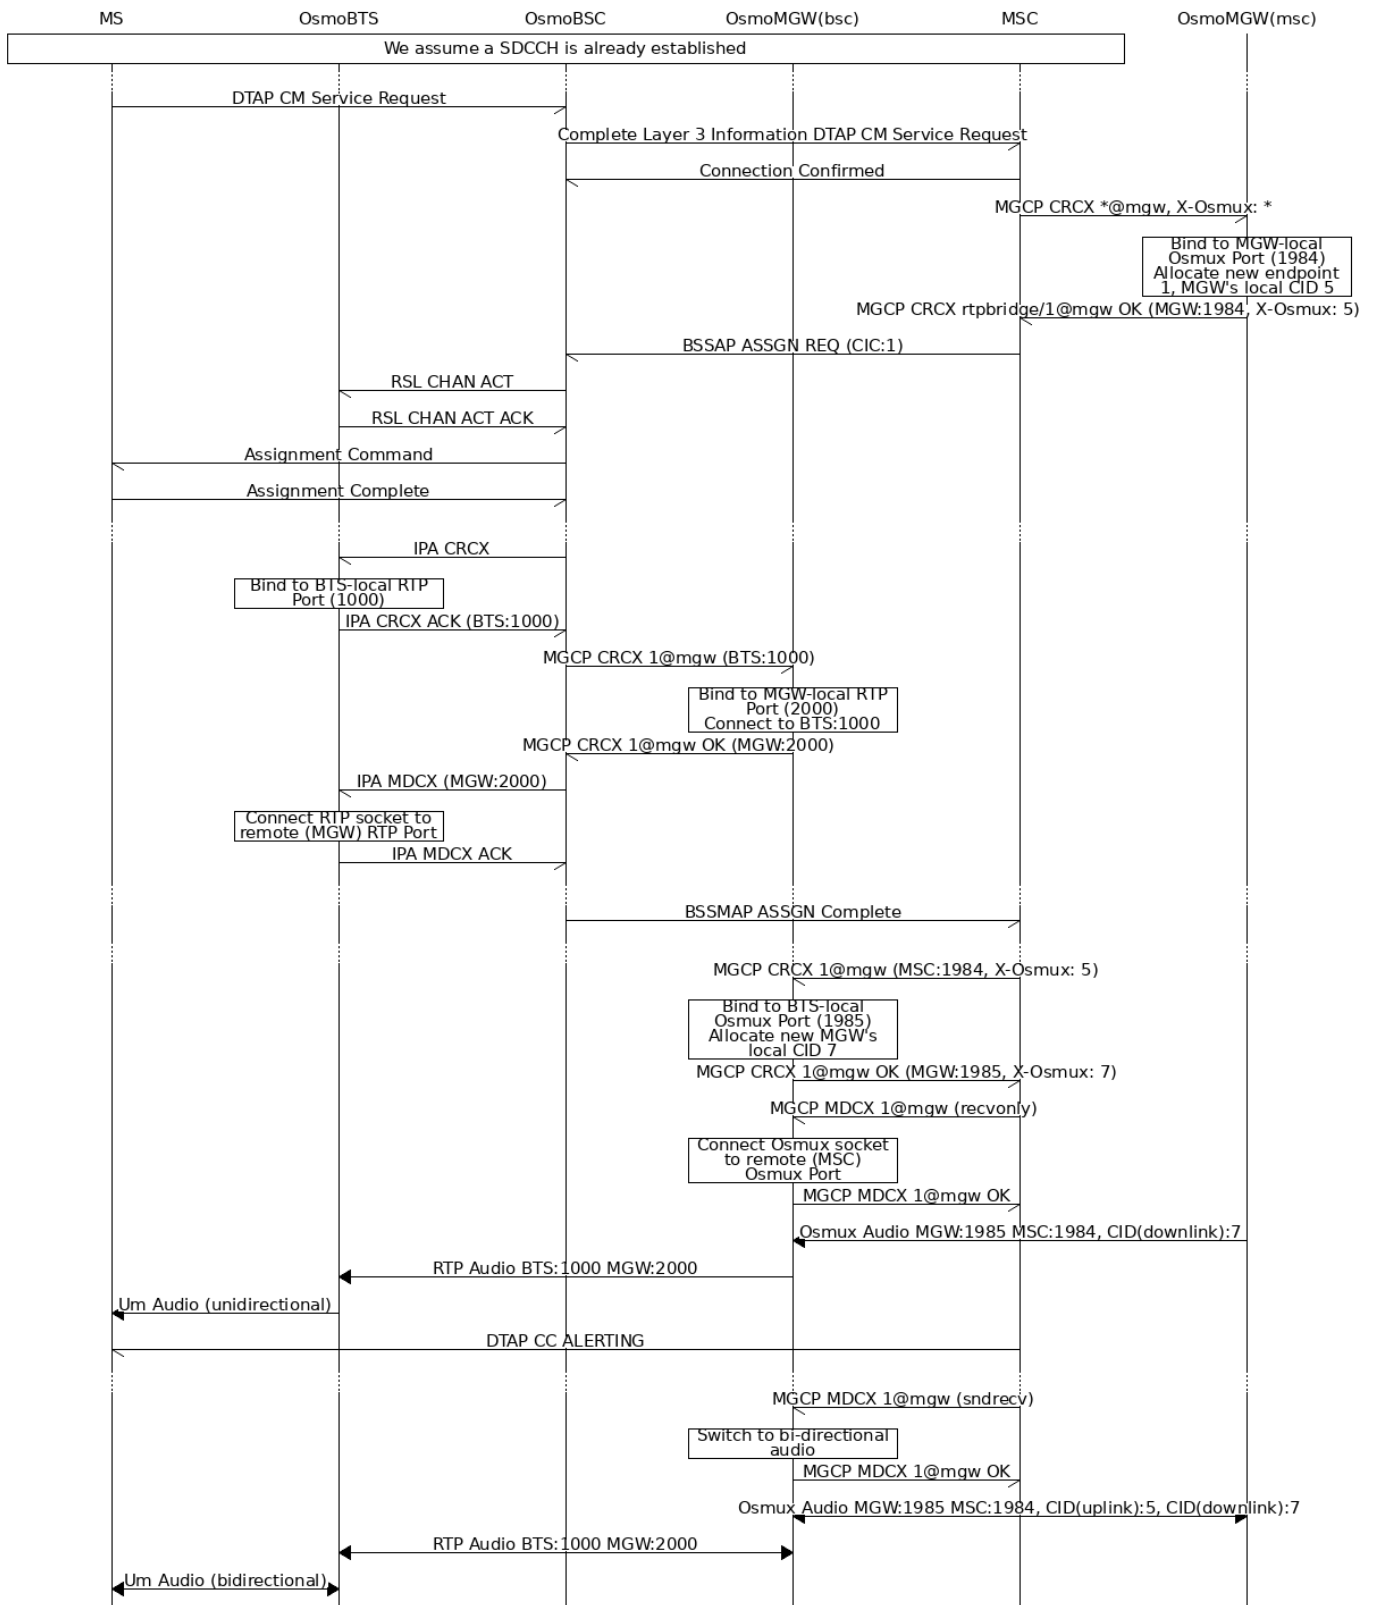 MS OsmoBTS OsmoBSC OsmoMGW(bsc) MSC OsmoMGW(msc)
We assume a SDCCH is already established
DTAP CM Service Request
Complete Layer 3 Information DTAP CM Service Request
Connection Confirmed
MGCP CRCX *@mgw, X-Osmux: *
Bind to MGW-local
Osmux Port (1984)
Allocate new endpoint
1, MGW's local CID 5
MGCP CRCX rtpbridge/1@mgw OK (MGW:1984, X-Osmux: 5)
BSSAP ASSGN REQ (CIC:1)
RSL CHAN ACT
RSL CHAN ACT ACK
Assignment Command
Assignment Complete
IPA CRCX
Bind to BTS-local RTP
Port (1000)
IPA CRCX ACK (BTS:1000)
MGCP CRCX 1@mgw (BTS:1000)
Bind to MGW-local RTP
Port (2000)
Connect to BTS:1000
MGCP CRCX 1@mgw OK (MGW:2000)
IPA MDCX (MGW:2000)
Connect RTP socket to
remote (MGW) RTP Port
IPA MDCX ACK
BSSMAP ASSGN Complete
MGCP CRCX 1@mgw (MSC:1984, X-Osmux: 5)
Bind to BTS-local
Osmux Port (1985)
Allocate new MGW's
local CID 7
MGCP CRCX 1@mgw OK (MGW:1985, X-Osmux: 7)
MGCP MDCX 1@mgw (recvonly)
Connect Osmux socket
to remote (MSC)
Osmux Port
MGCP MDCX 1@mgw OK
Osmux Audio MGW:1985 MSC:1984, CID(downlink):7
RTP Audio BTS:1000 MGW:2000
Um Audio (unidirectional)
DTAP CC ALERTING
MGCP MDCX 1@mgw (sndrecv)
Switch to bi-directional
audio
MGCP MDCX 1@mgw OK
Osmux Audio MGW:1985 MSC:1984, CID(uplink):5, CID(downlink):7
RTP Audio BTS:1000 MGW:2000
Um Audio (bidirectional)